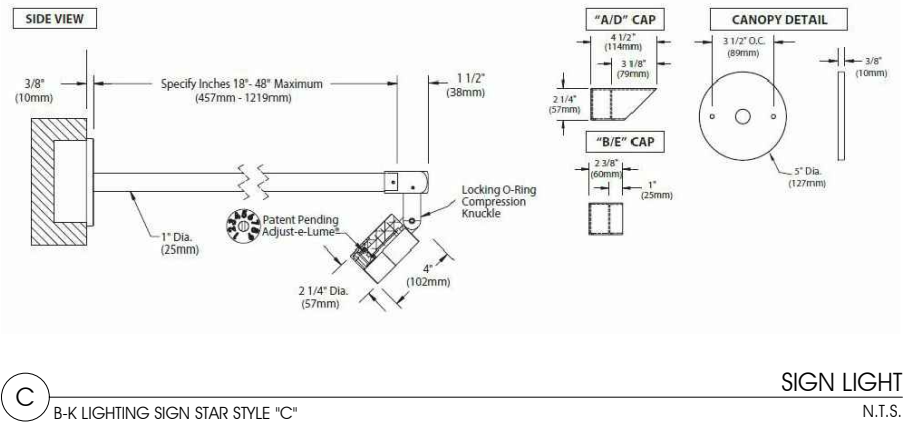 SIDE VIEW
3/8"
(10mm)
Specify Inches 18"- 48" Maximum
(457mm - 1219mm)
1 1/2"
(38mm)
Locking O-Ring
Compression
Knuckle
Patent Pending
Adjust-e-Lume®
1" Dia.
(25mm)
2 1/4" Dia.
(57mm)
4"
(102mm)
"A/D" CAP
4 1/2"
(114mm)
3 1/8"
(79mm)
2 1/4"
(57mm)
"B/E" CAP
2 3/8"
(60mm)
1"
(25mm)
CANOPY DETAIL
3 1/2" O.C.
(89mm)
3/8"
(10mm)
5" Dia.
(127mm)
C
SIGN LIGHT
B-K LIGHTING SIGN STAR STYLE "C"
N.T.S.